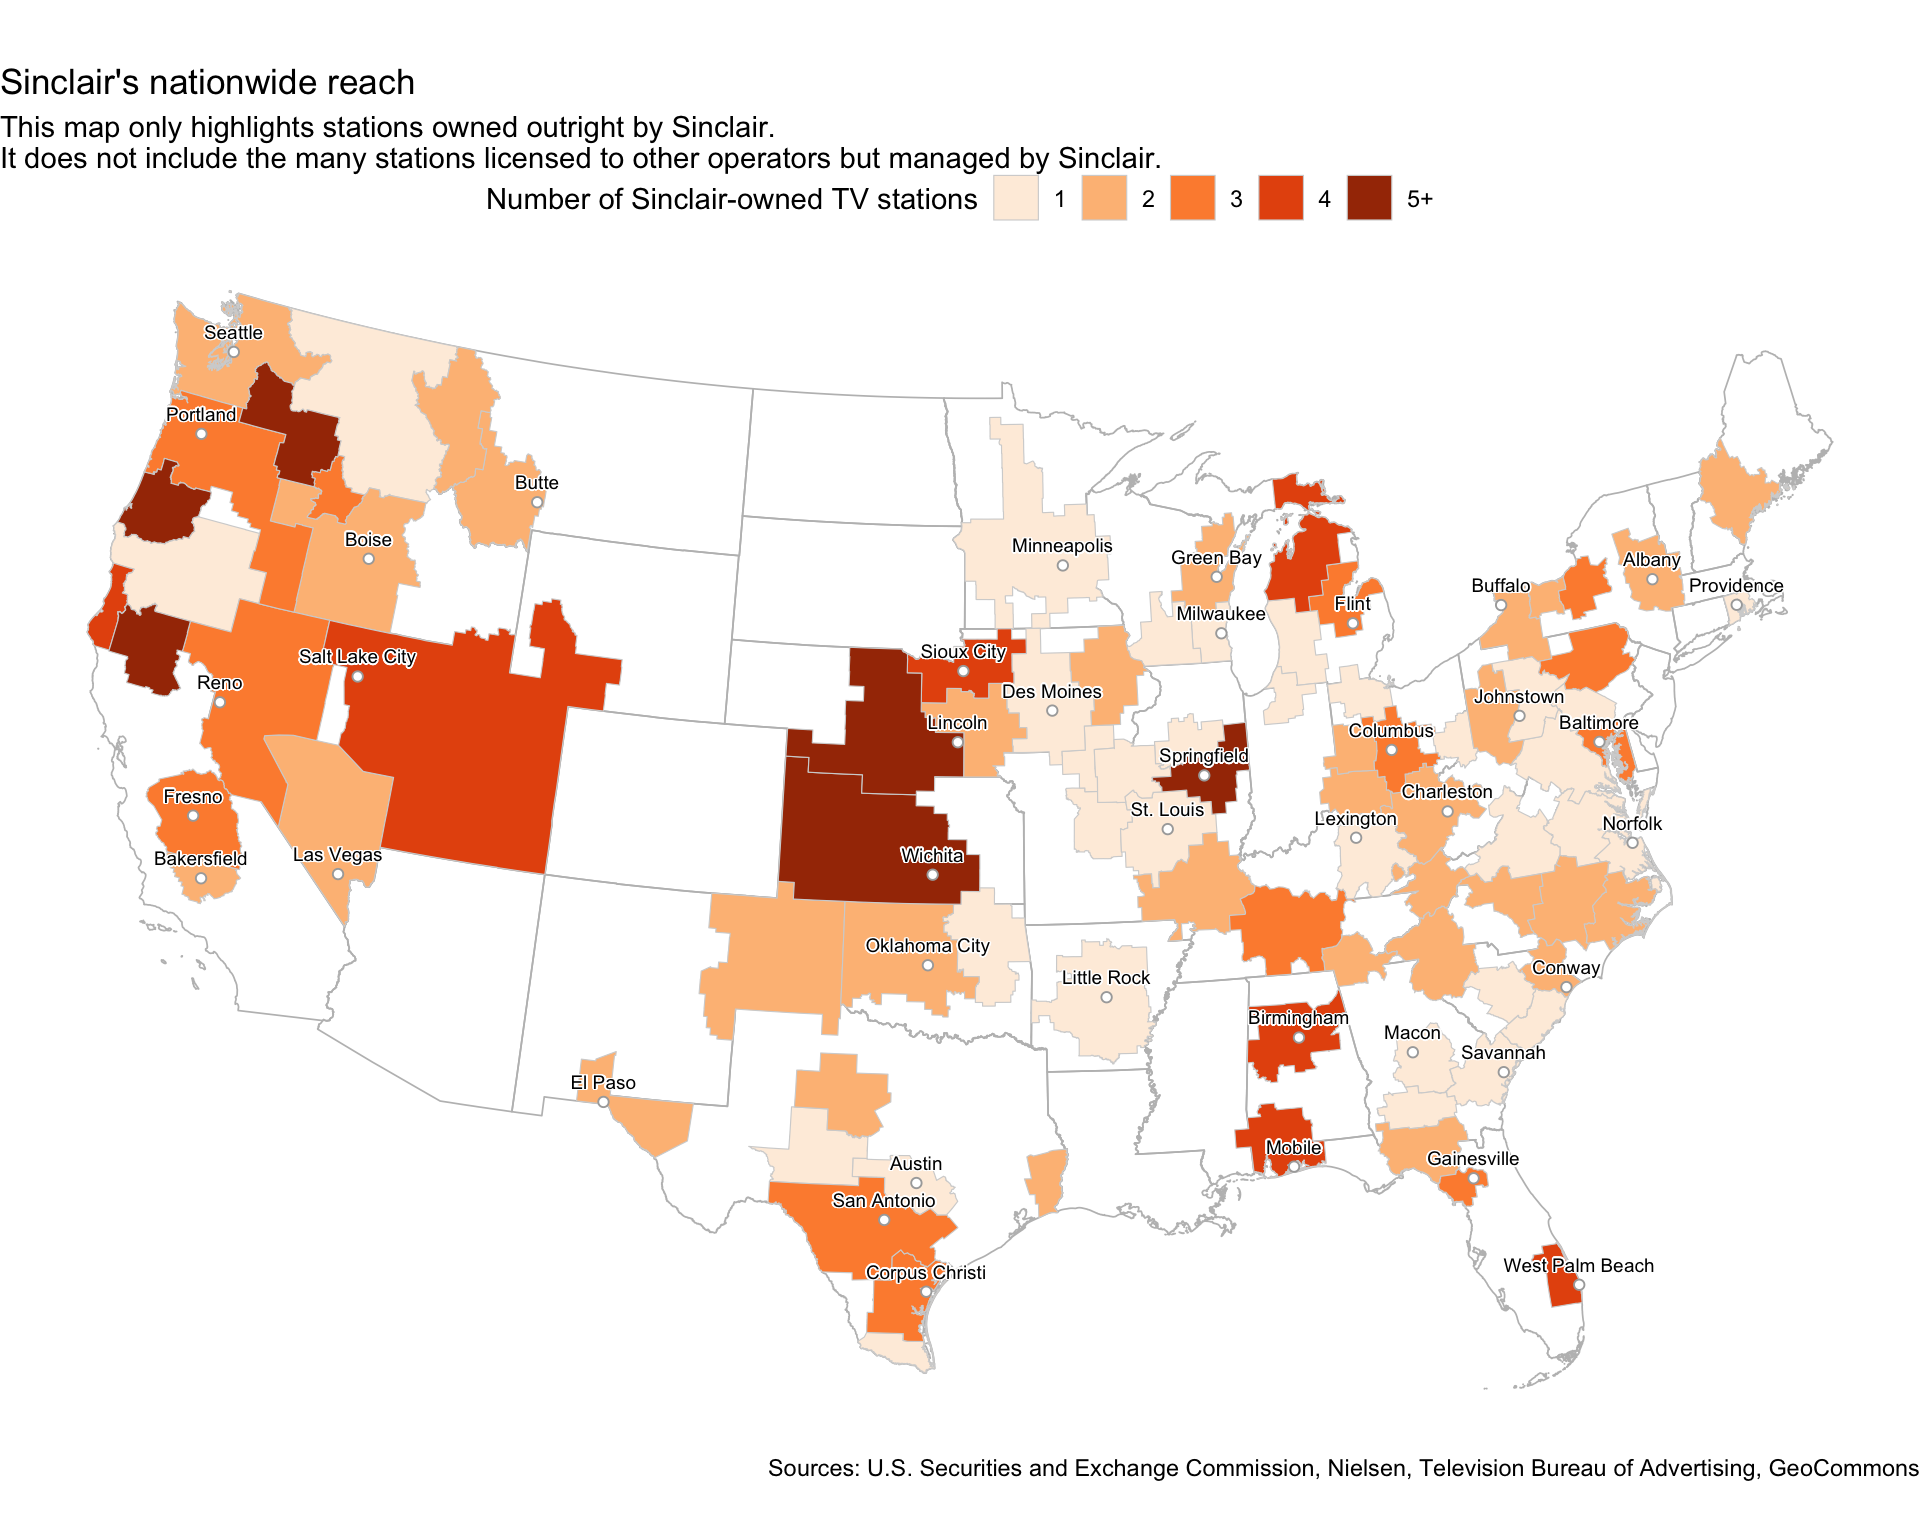 Sinclair's nationwide reach
This map only highlights stations owned outright by Sinclair.
It does not include the many stations licensed to other operators but managed by Sinclair.
Number of Sinclair-owned TV stations 1 2 3 4 5+
Seattle
Portland
Butte
Boise
Minneapolis
Green Bay
Albany
Buffalo
Providence
Flint
Milwaukee
Sioux City
Salt Lake City
Reno
Des Moines
Johnstown
Lincoln
Baltimore
Columbus
Springfield
Fresno
Charleston
St. Louis
Lexington
Norfolk
Bakersfield
Las Vegas
Wichita
Oklahoma City
Conway
Little Rock
Birmingham
Macon
Savannah
El Paso
Mobile
Gainesville
Austin
San Antonio
West Palm Beach
Corpus Christi
Sources: U.S. Securities and Exchange Commission, Nielsen, Television Bureau of Advertising, GeoCommons